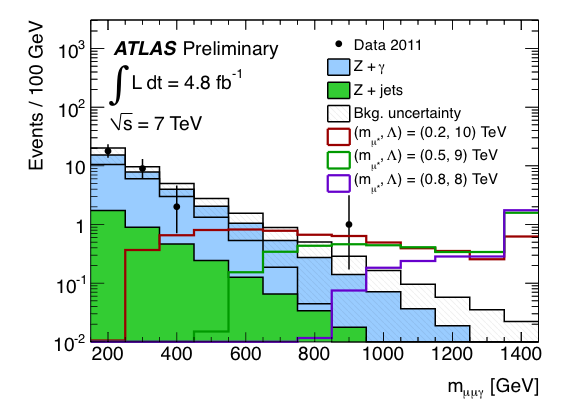 ATLAS Preliminary
∫ L dt = 4.8 fb⁻¹
√s = 7 TeV
Data 2011
Z + γ
Z + jets
Bkg. uncertainty
(m_μ*, Λ) = (0.2, 10) TeV
(m_μ*, Λ) = (0.5, 9) TeV
(m_μ*, Λ) = (0.8, 8) TeV
Events / 100 GeV
10³
10²
10
1
10⁻¹
10⁻²
200 400 600 800 1000 1200 1400
m_μμγ [GeV]